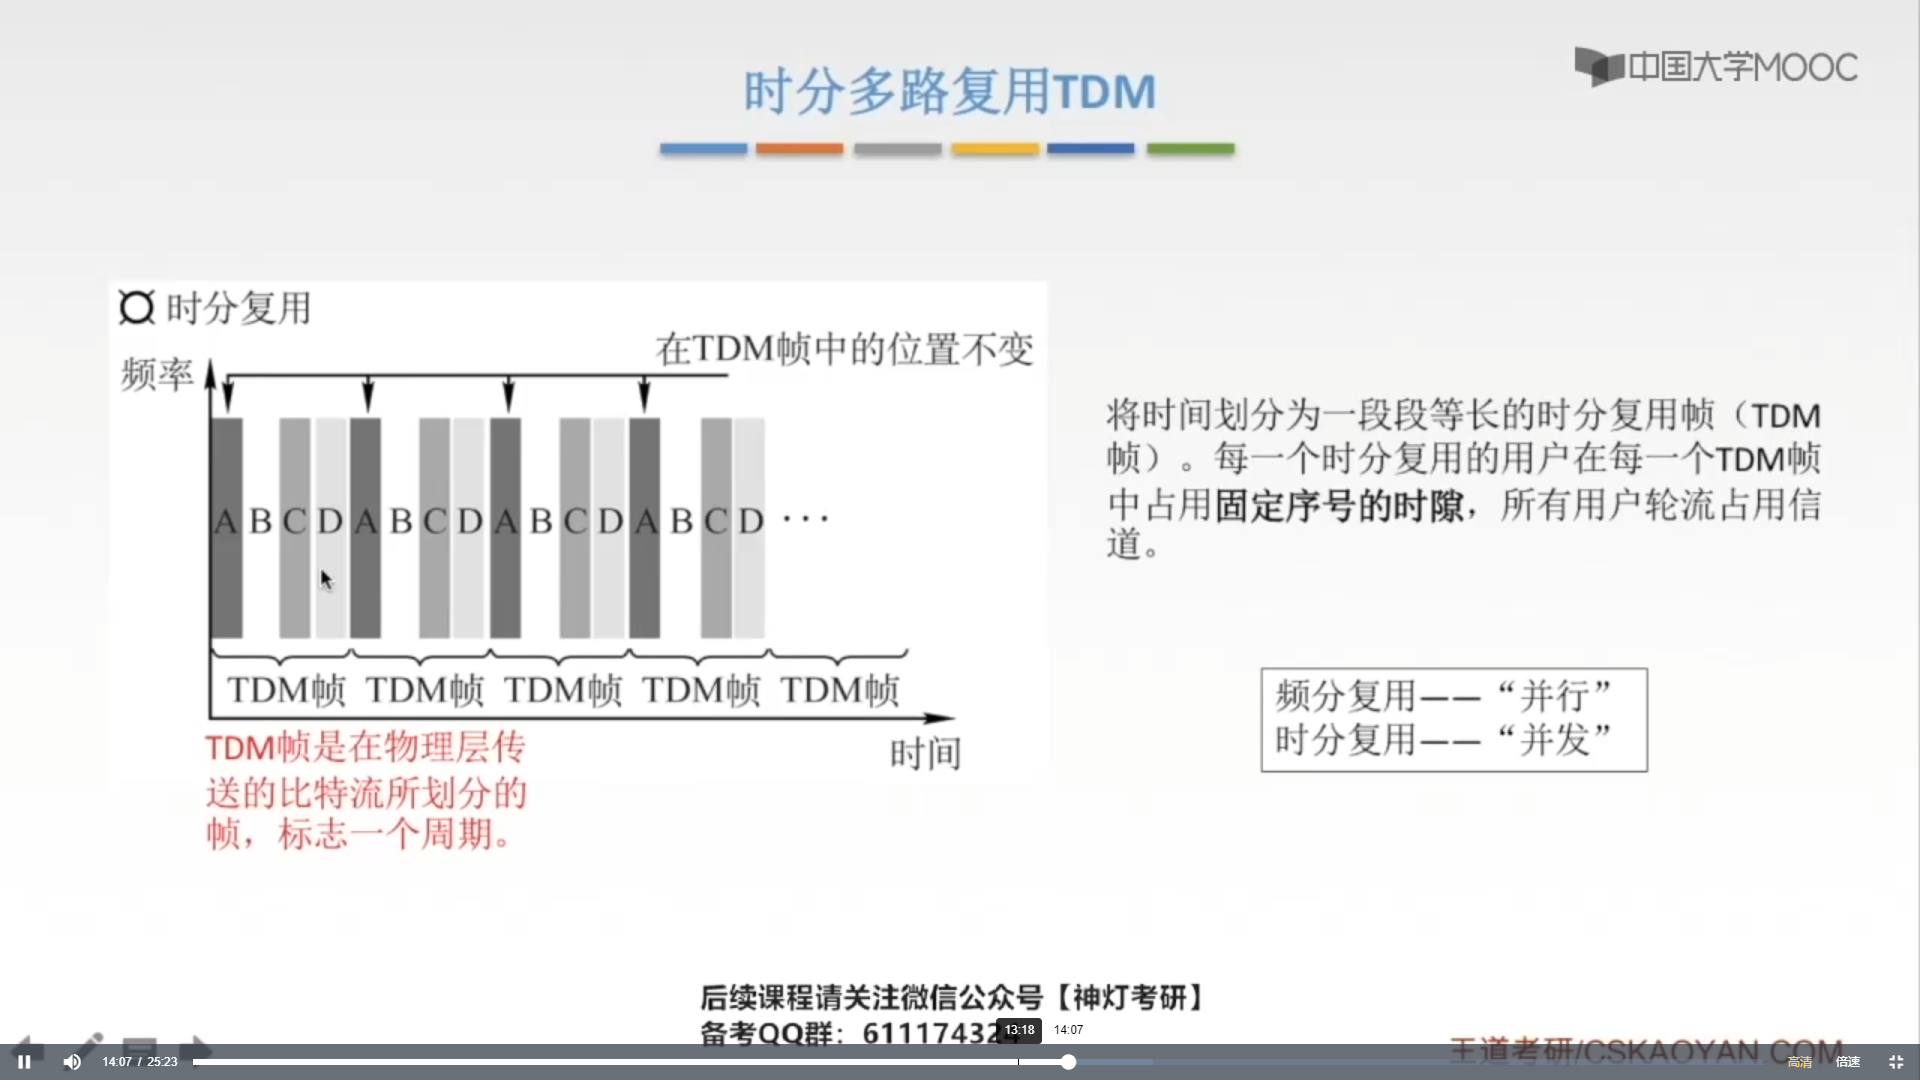 时分多路复用TDM
中国大学MOOC
¤ 时分复用
在TDM帧中的位置不变
频率
A B C D A B C D A B C D A B C D ···
TDM帧 TDM帧 TDM帧 TDM帧 TDM帧
时间
TDM帧是在物理层传
送的比特流所划分的
帧，标志一个周期。
将时间划分为一段段等长的时分复用帧（TDM
帧）。每一个时分复用的用户在每一个TDM帧
中占用固定序号的时隙，所有用户轮流占用信
道。
频分复用——“并行”
时分复用——“并发”
后续课程请关注微信公众号【神灯考研】
备考QQ群：611174324
13:18 14:07
王道考研/CSKAOYAN.COM
14:07 / 25:23
高清 倍速